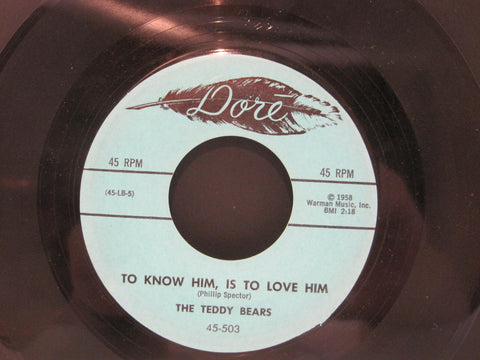 Doré
45 RPM
45 RPM
(45-LB-5)
© 1958
Warman Music, Inc.
BMI 2:18
TO KNOW HIM, IS TO LOVE HIM
(Phillip Spector)
THE TEDDY BEARS
45-503